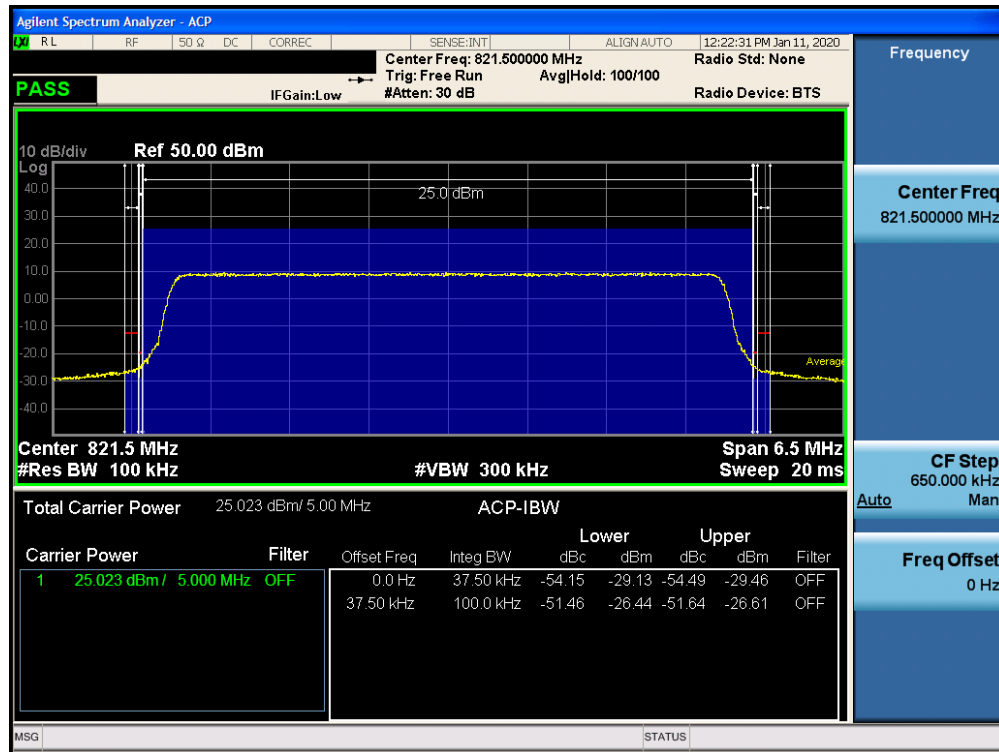 Agilent Spectrum Analyzer - ACP
LXI RL RF 50 Ω DC CORREC SENSE:INT ALIGN AUTO 12:22:31 PM Jan 11, 2020
Center Freq: 821.500000 MHz Radio Std: None
Trig: Free Run Avg|Hold: 100/100
PASS IFGain:Low #Atten: 30 dB Radio Device: BTS
10 dB/div Ref 50.00 dBm
Log
40.0
25.0 dBm
30.0
20.0
10.0
0.00
-10.0
-20.0
Average
-30.0
-40.0
Center 821.5 MHz Span 6.5 MHz
#Res BW 100 kHz #VBW 300 kHz Sweep 20 ms
Total Carrier Power 25.023 dBm/ 5.00 MHz ACP-IBW
Lower Upper
Carrier Power Filter Offset Freq Integ BW dBc dBm dBc dBm Filter
1 25.023 dBm / 5.000 MHz OFF 0.0 Hz 37.50 kHz -54.15 -29.13 -54.49 -29.46 OFF
37.50 kHz 100.0 kHz -51.46 -26.44 -51.64 -26.61 OFF
MSG STATUS
Frequency
Center Freq
821.500000 MHz
CF Step
650.000 kHz
Auto Man
Freq Offset
0 Hz